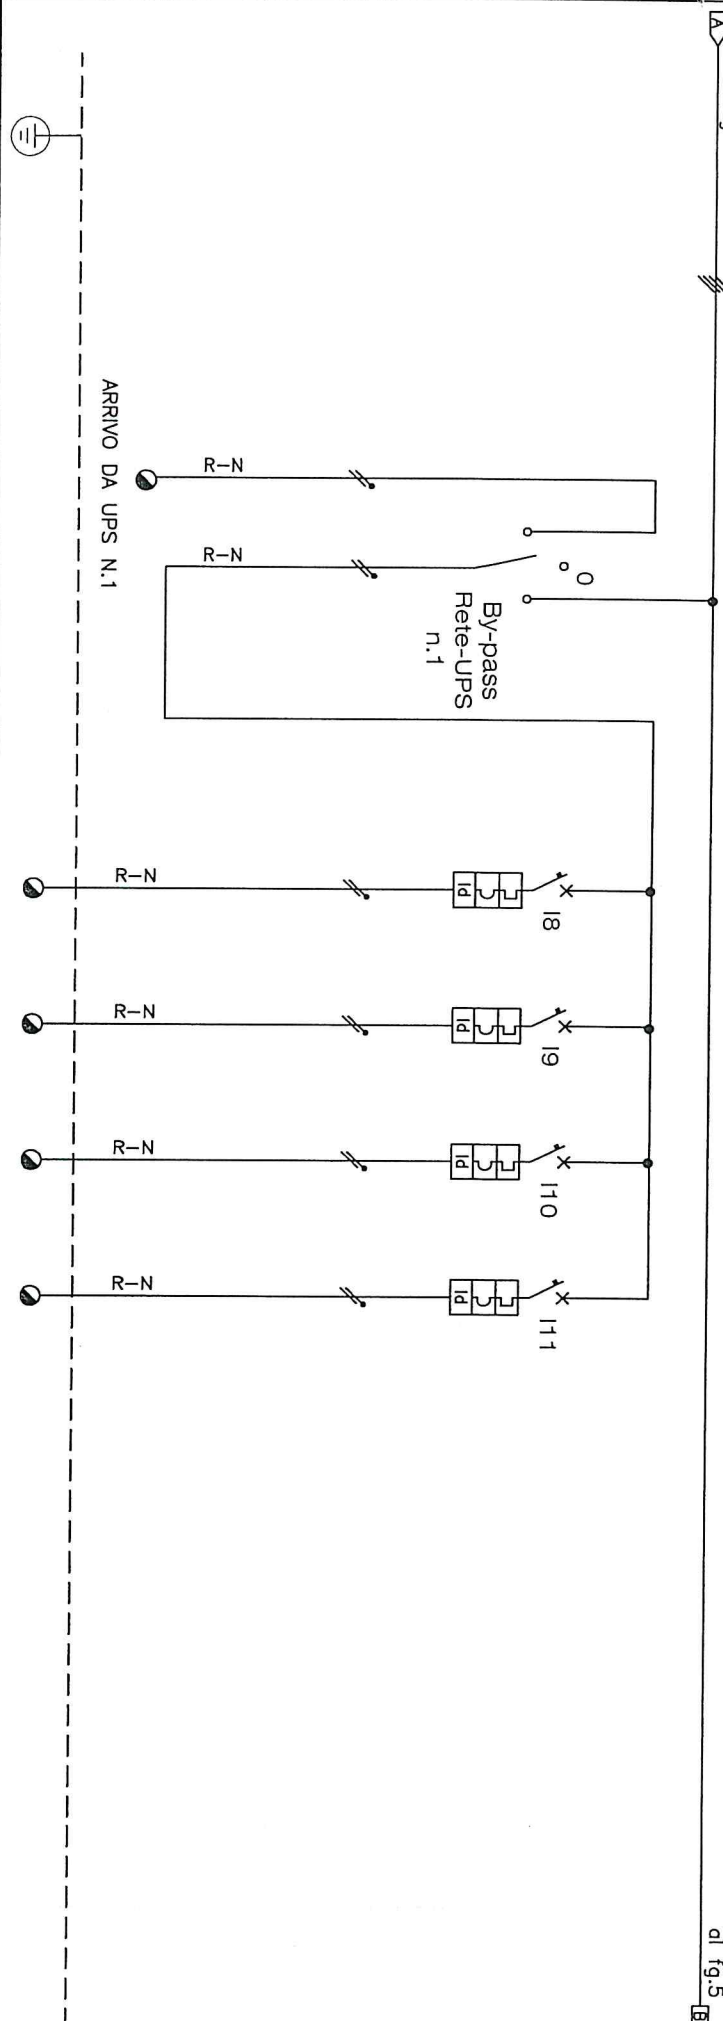 A
al fg.5
B
O
By-pass
Rete-UPS
n.1
R-N
R-N
ARRIVO DA UPS N.1
I8
Id
R-N
I9
Id
R-N
I10
Id
R-N
I11
Id
R-N